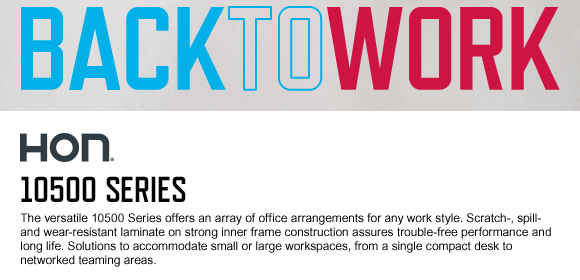 BACKTOWORK
HON®
10500 SERIES
The versatile 10500 Series offers an array of office arrangements for any work style. Scratch-, spill-
and wear-resistant laminate on strong inner frame construction assures trouble-free performance and
long life. Solutions to accommodate small or large workspaces, from a single compact desk to
networked teaming areas.